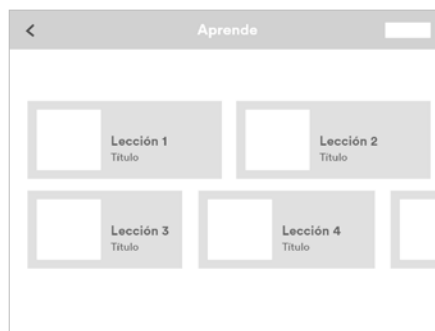 Aprende
Lección 1
Título
Lección 2
Título
Lección 3
Título
Lección 4
Título